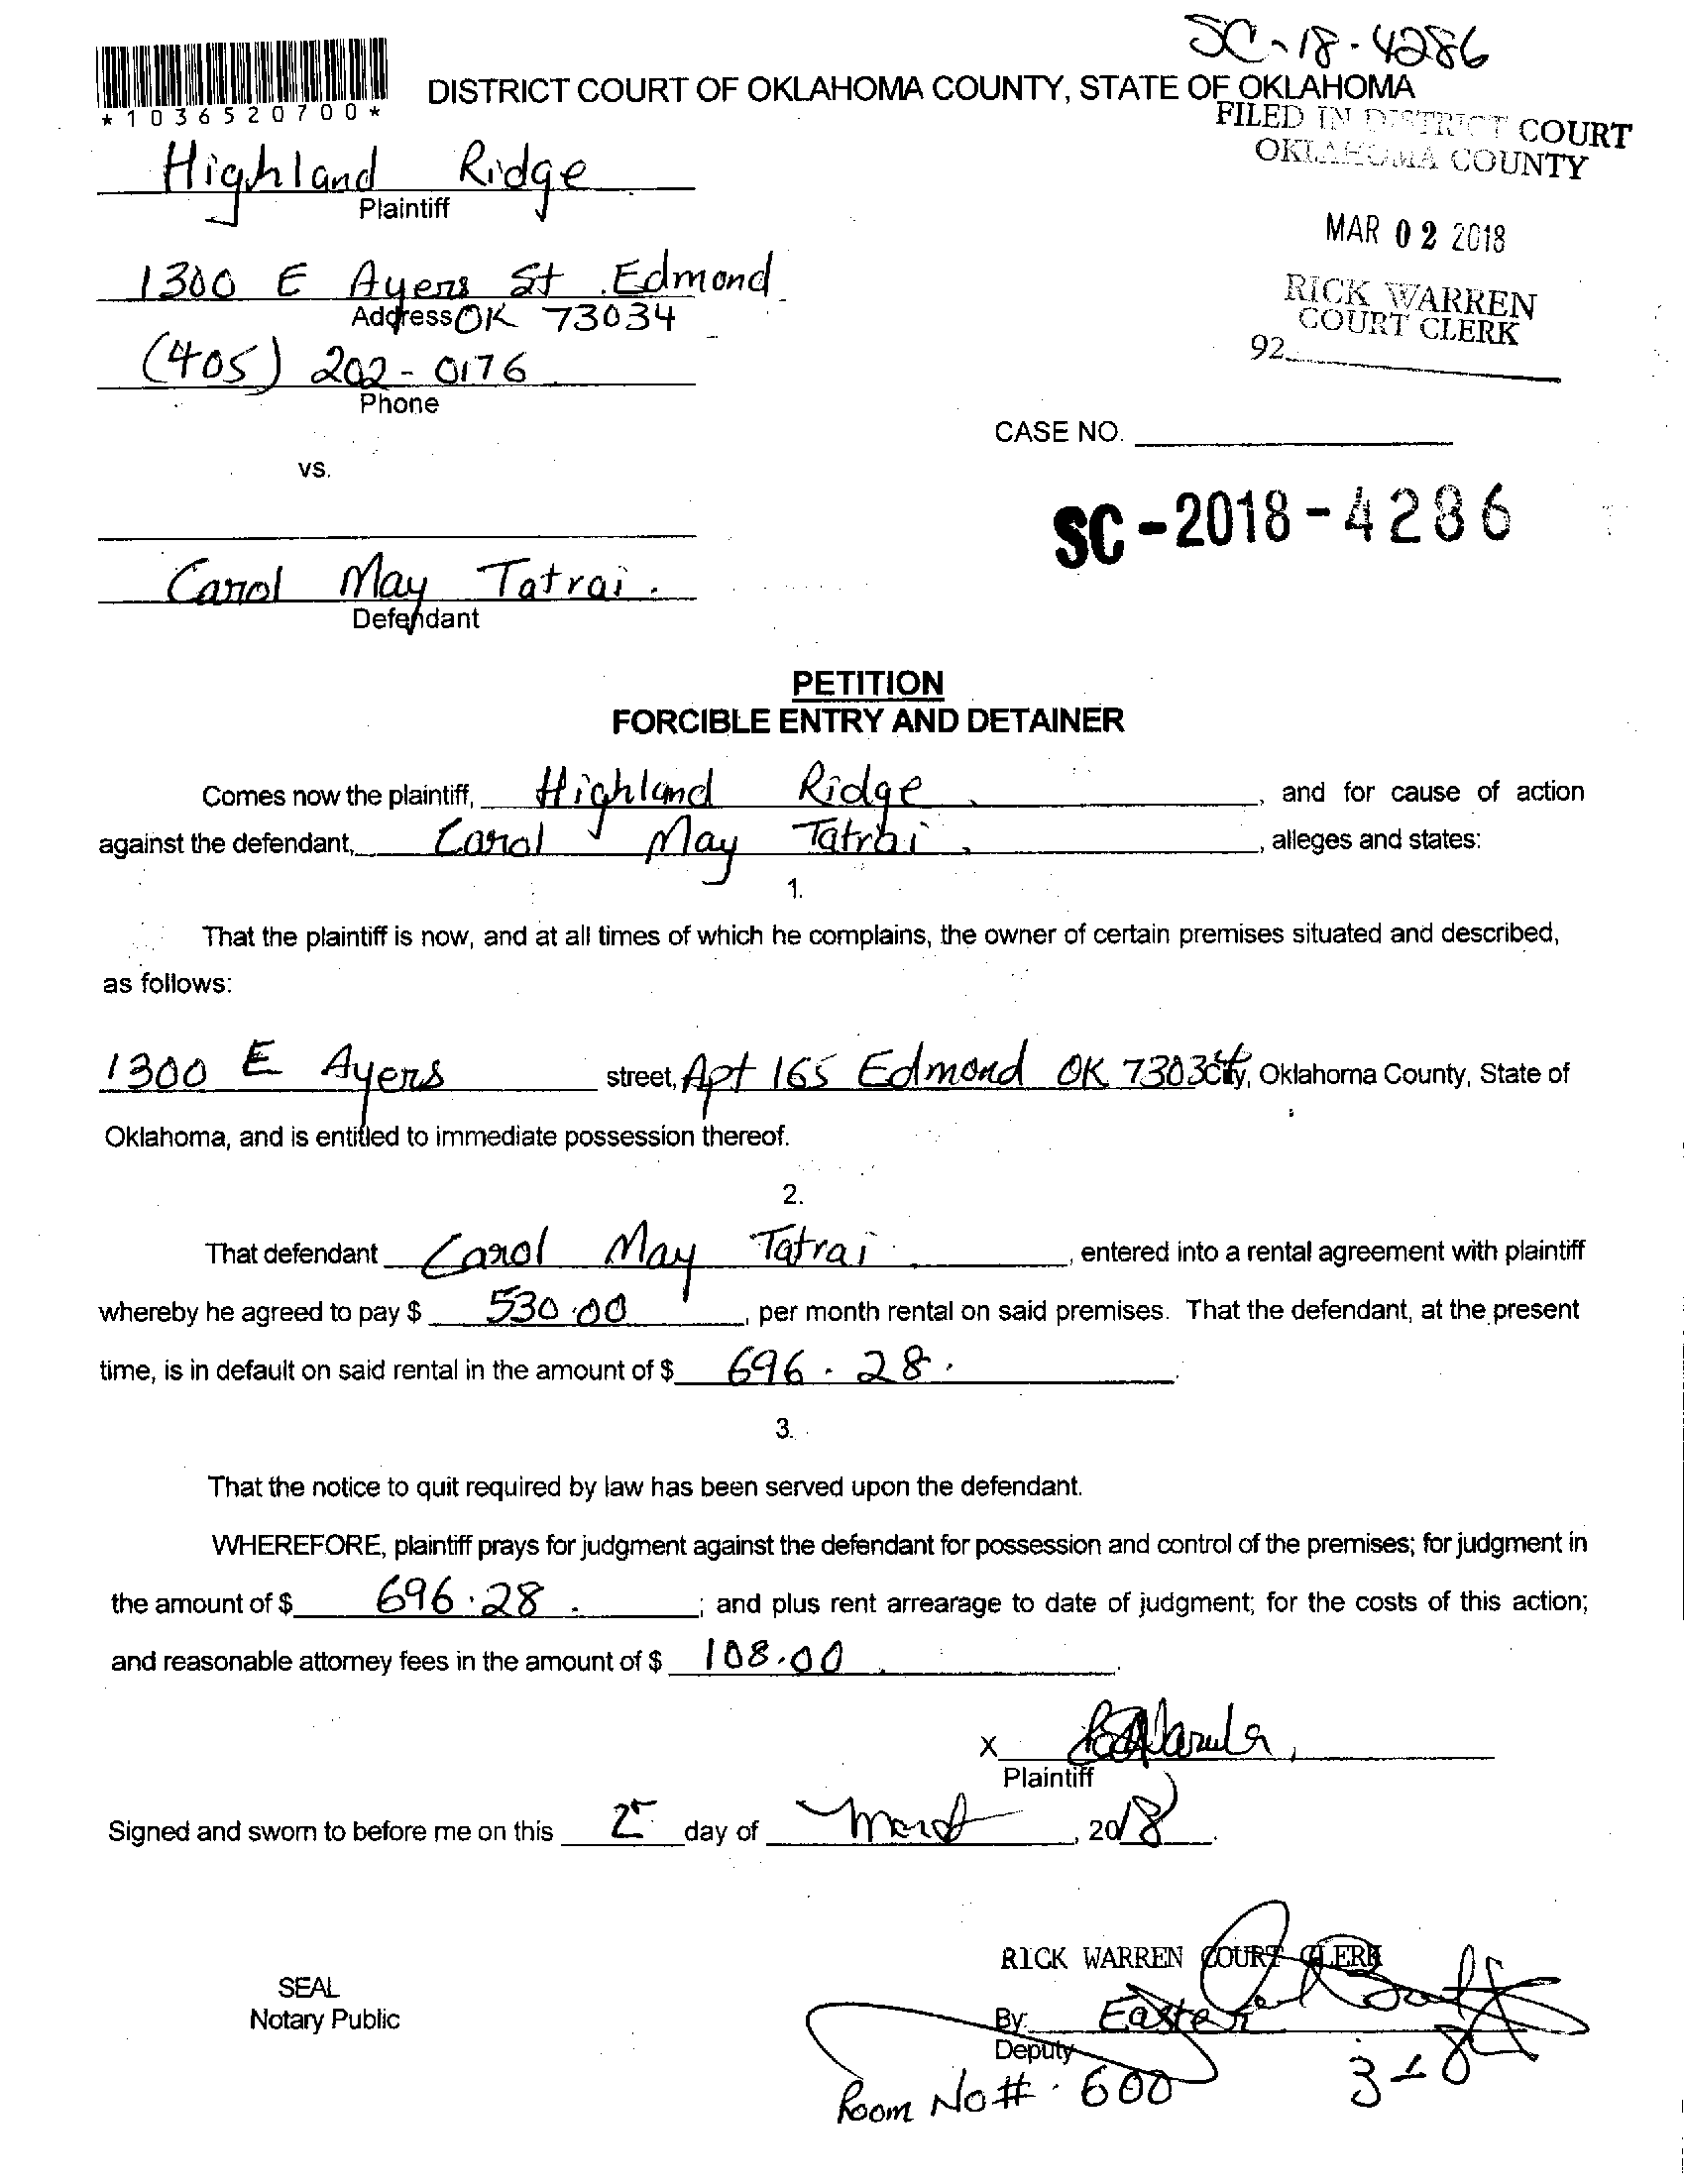 SC-18-4286
*1036520700*
DISTRICT COURT OF OKLAHOMA COUNTY, STATE OF OKLAHOMA
FILED IN DISTRICT COURT
OKLAHOMA COUNTY
Highland Ridge
Plaintiff
MAR 02 2018
1300 E Ayers St. Edmond
Address OK 73034
RICK WARREN
COURT CLERK
92
(405) 202-0176
Phone
CASE NO.
vs.
SC-2018-4286
Carol May Tatrai.
Defendant
PETITION
FORCIBLE ENTRY AND DETAINER
Comes now the plaintiff, Highland Ridge, and for cause of action
against the defendant, Carol May Tatrai, alleges and states:
1.
That the plaintiff is now, and at all times of which he complains, the owner of certain premises situated and described,
as follows:
1300 E Ayers street, Apt 165 Edmond OK 73034 City, Oklahoma County, State of
Oklahoma, and is entitled to immediate possession thereof.
2.
That defendant Carol May Tatrai, entered into a rental agreement with plaintiff
whereby he agreed to pay $ 530.00, per month rental on said premises. That the defendant, at the present
time, is in default on said rental in the amount of $ 696.28.
3.
That the notice to quit required by law has been served upon the defendant.
WHEREFORE, plaintiff prays for judgment against the defendant for possession and control of the premises; for judgment in
the amount of $ 696.28; and plus rent arrearage to date of judgment; for the costs of this action;
and reasonable attorney fees in the amount of $ 108.00.
X
Plaintiff
Signed and sworn to before me on this 2 day of March, 2018.
RICK WARREN COURT CLERK
SEAL
Notary Public
By:
Deputy
Room No # 600